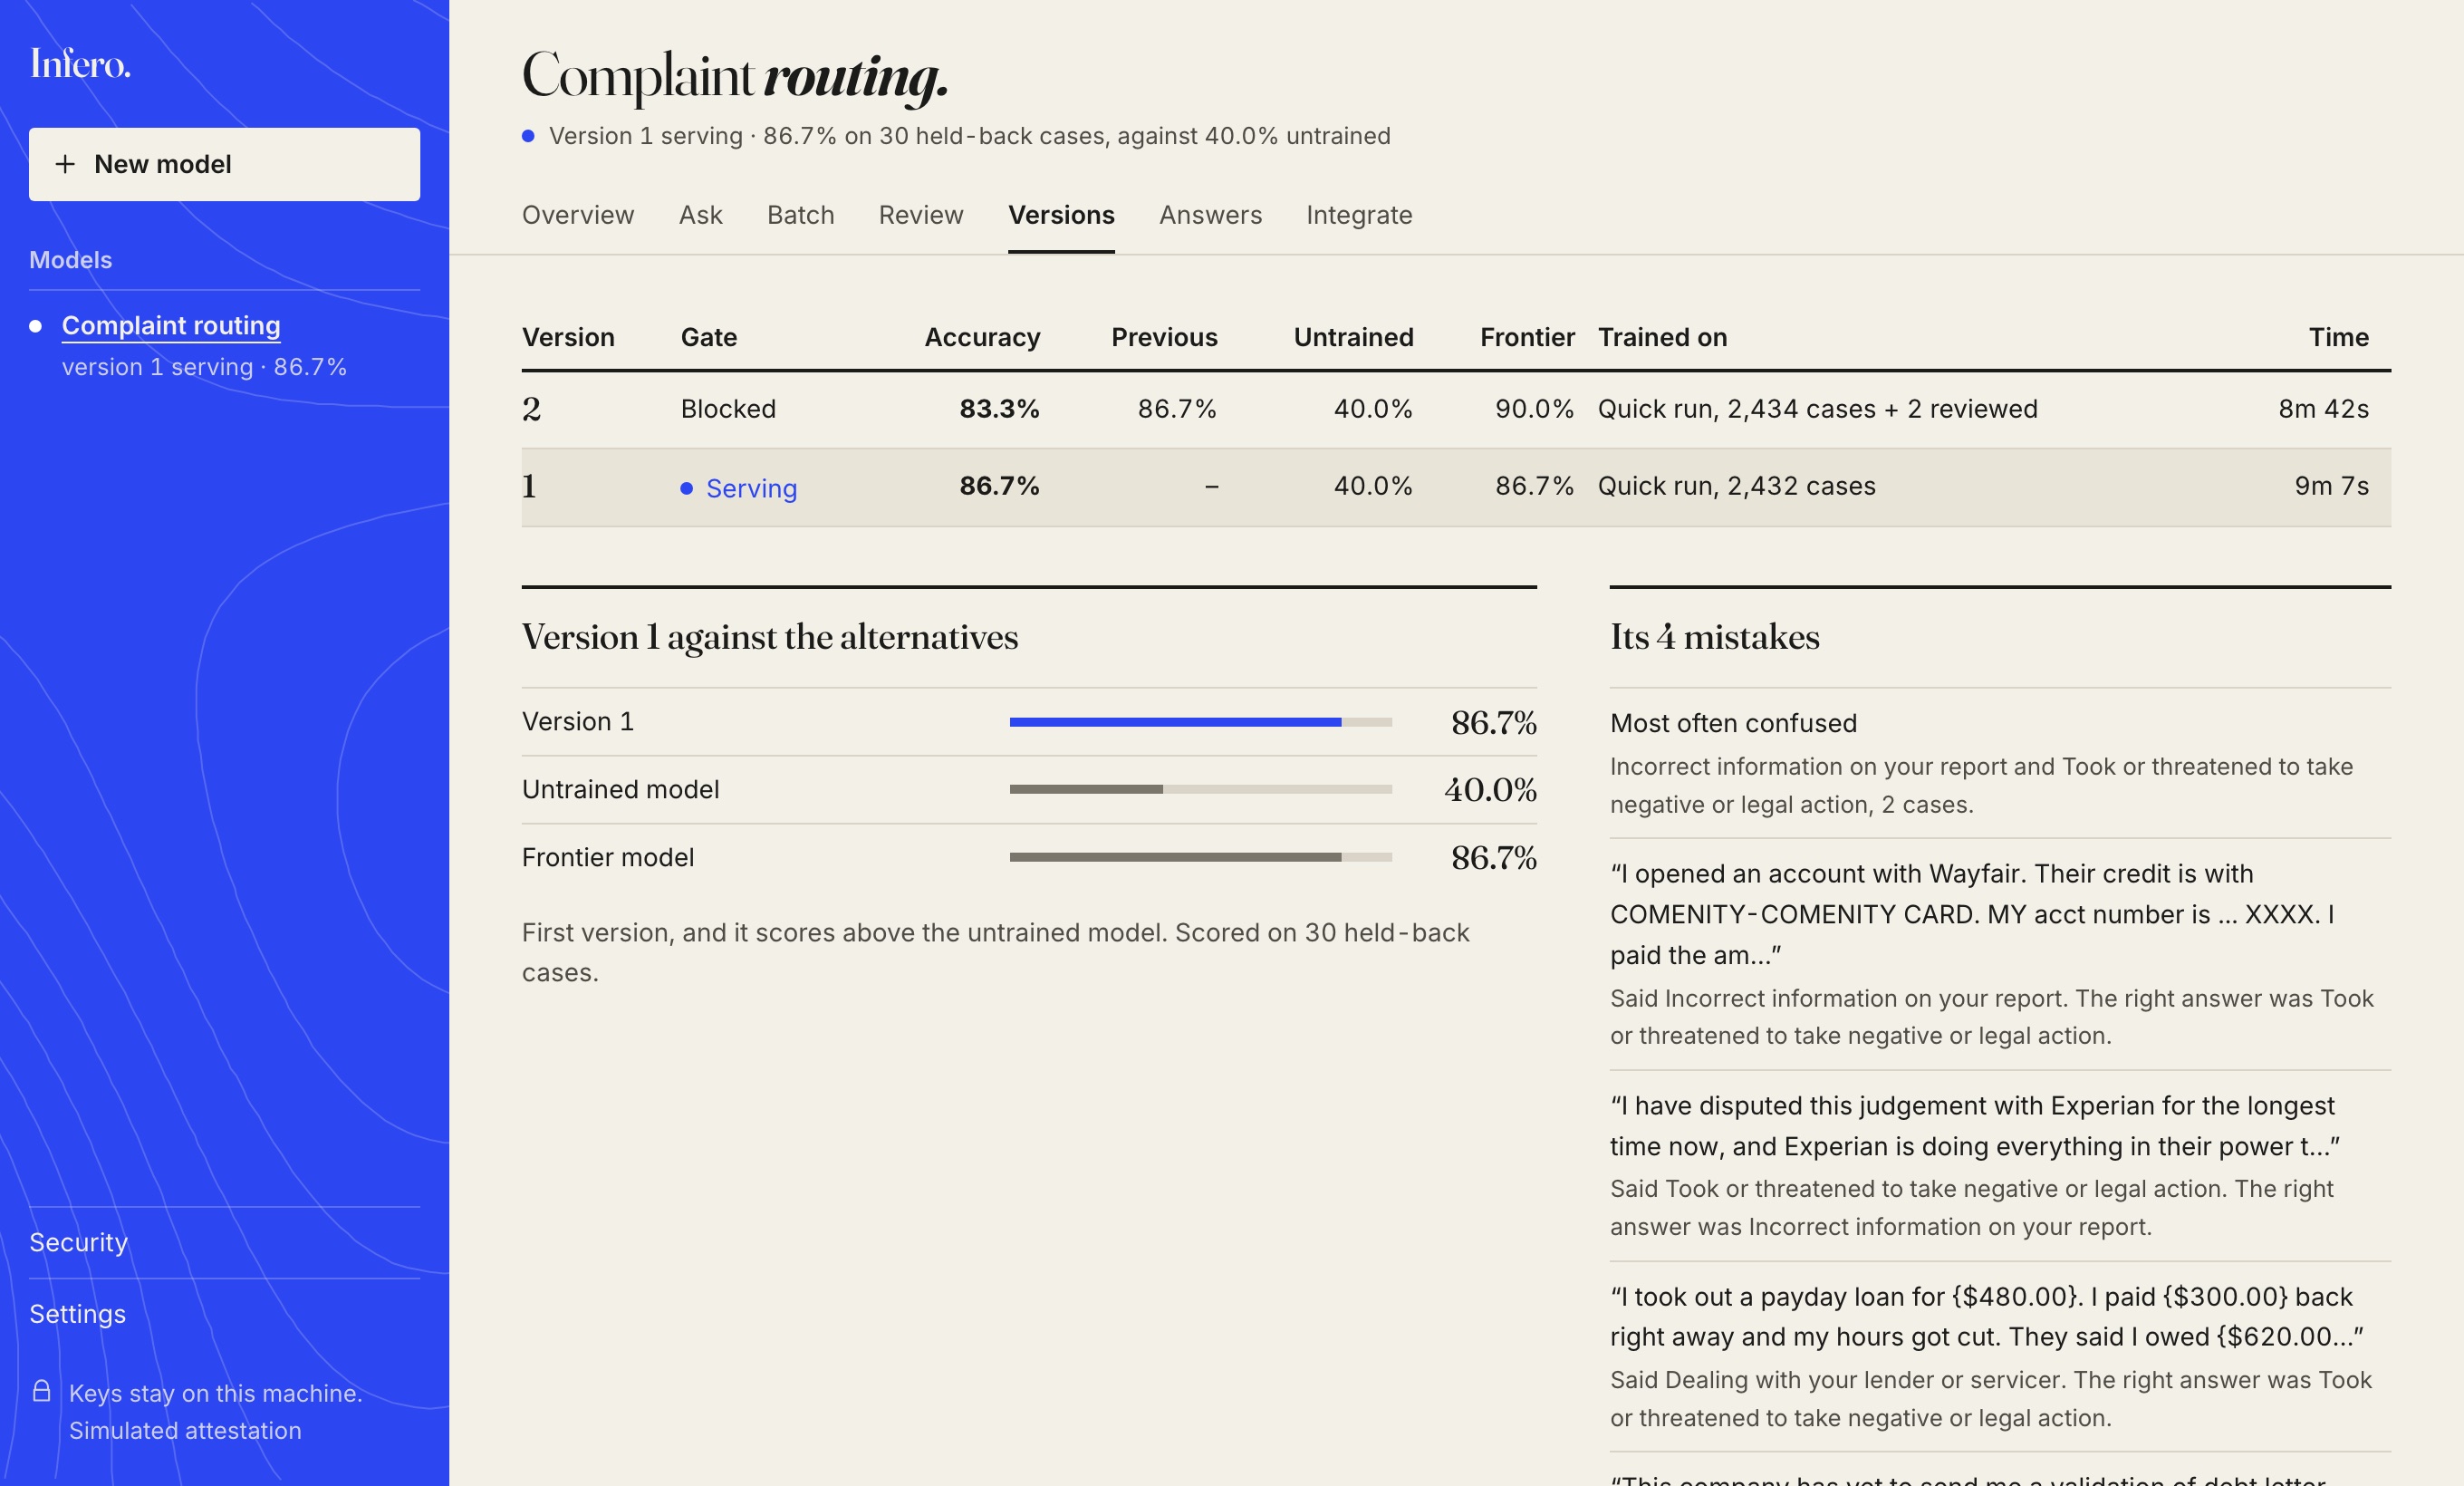 Infero.
New model
Models
Complaint routing
version 1 serving · 86.7%
Security
Settings
Keys stay on this machine.
Simulated attestation
Complaint routing.
Version 1 serving · 86.7% on 30 held-back cases, against 40.0% untrained
Overview Ask Batch Review Versions Answers Integrate
Version Gate Accuracy Previous Untrained Frontier Trained on Time
2 Blocked 83.3% 86.7% 40.0% 90.0% Quick run, 2,434 cases + 2 reviewed 8m 42s
1 Serving 86.7% – 40.0% 86.7% Quick run, 2,432 cases 9m 7s
Version 1 against the alternatives
Version 1 86.7%
Untrained model 40.0%
Frontier model 86.7%
First version, and it scores above the untrained model. Scored on 30 held-back
cases.
Its 4 mistakes
Most often confused
Incorrect information on your report and Took or threatened to take
negative or legal action, 2 cases.
“I opened an account with Wayfair. Their credit is with
COMENITY-COMENITY CARD. MY acct number is ... XXXX. I
paid the am…”
Said Incorrect information on your report. The right answer was Took
or threatened to take negative or legal action.
“I have disputed this judgement with Experian for the longest
time now, and Experian is doing everything in their power t…”
Said Took or threatened to take negative or legal action. The right
answer was Incorrect information on your report.
“I took out a payday loan for {$480.00}. I paid {$300.00} back
right away and my hours got cut. They said I owed {$620.00…”
Said Dealing with your lender or servicer. The right answer was Took
or threatened to take negative or legal action.
“This company has yet to send me a validation of debt letter